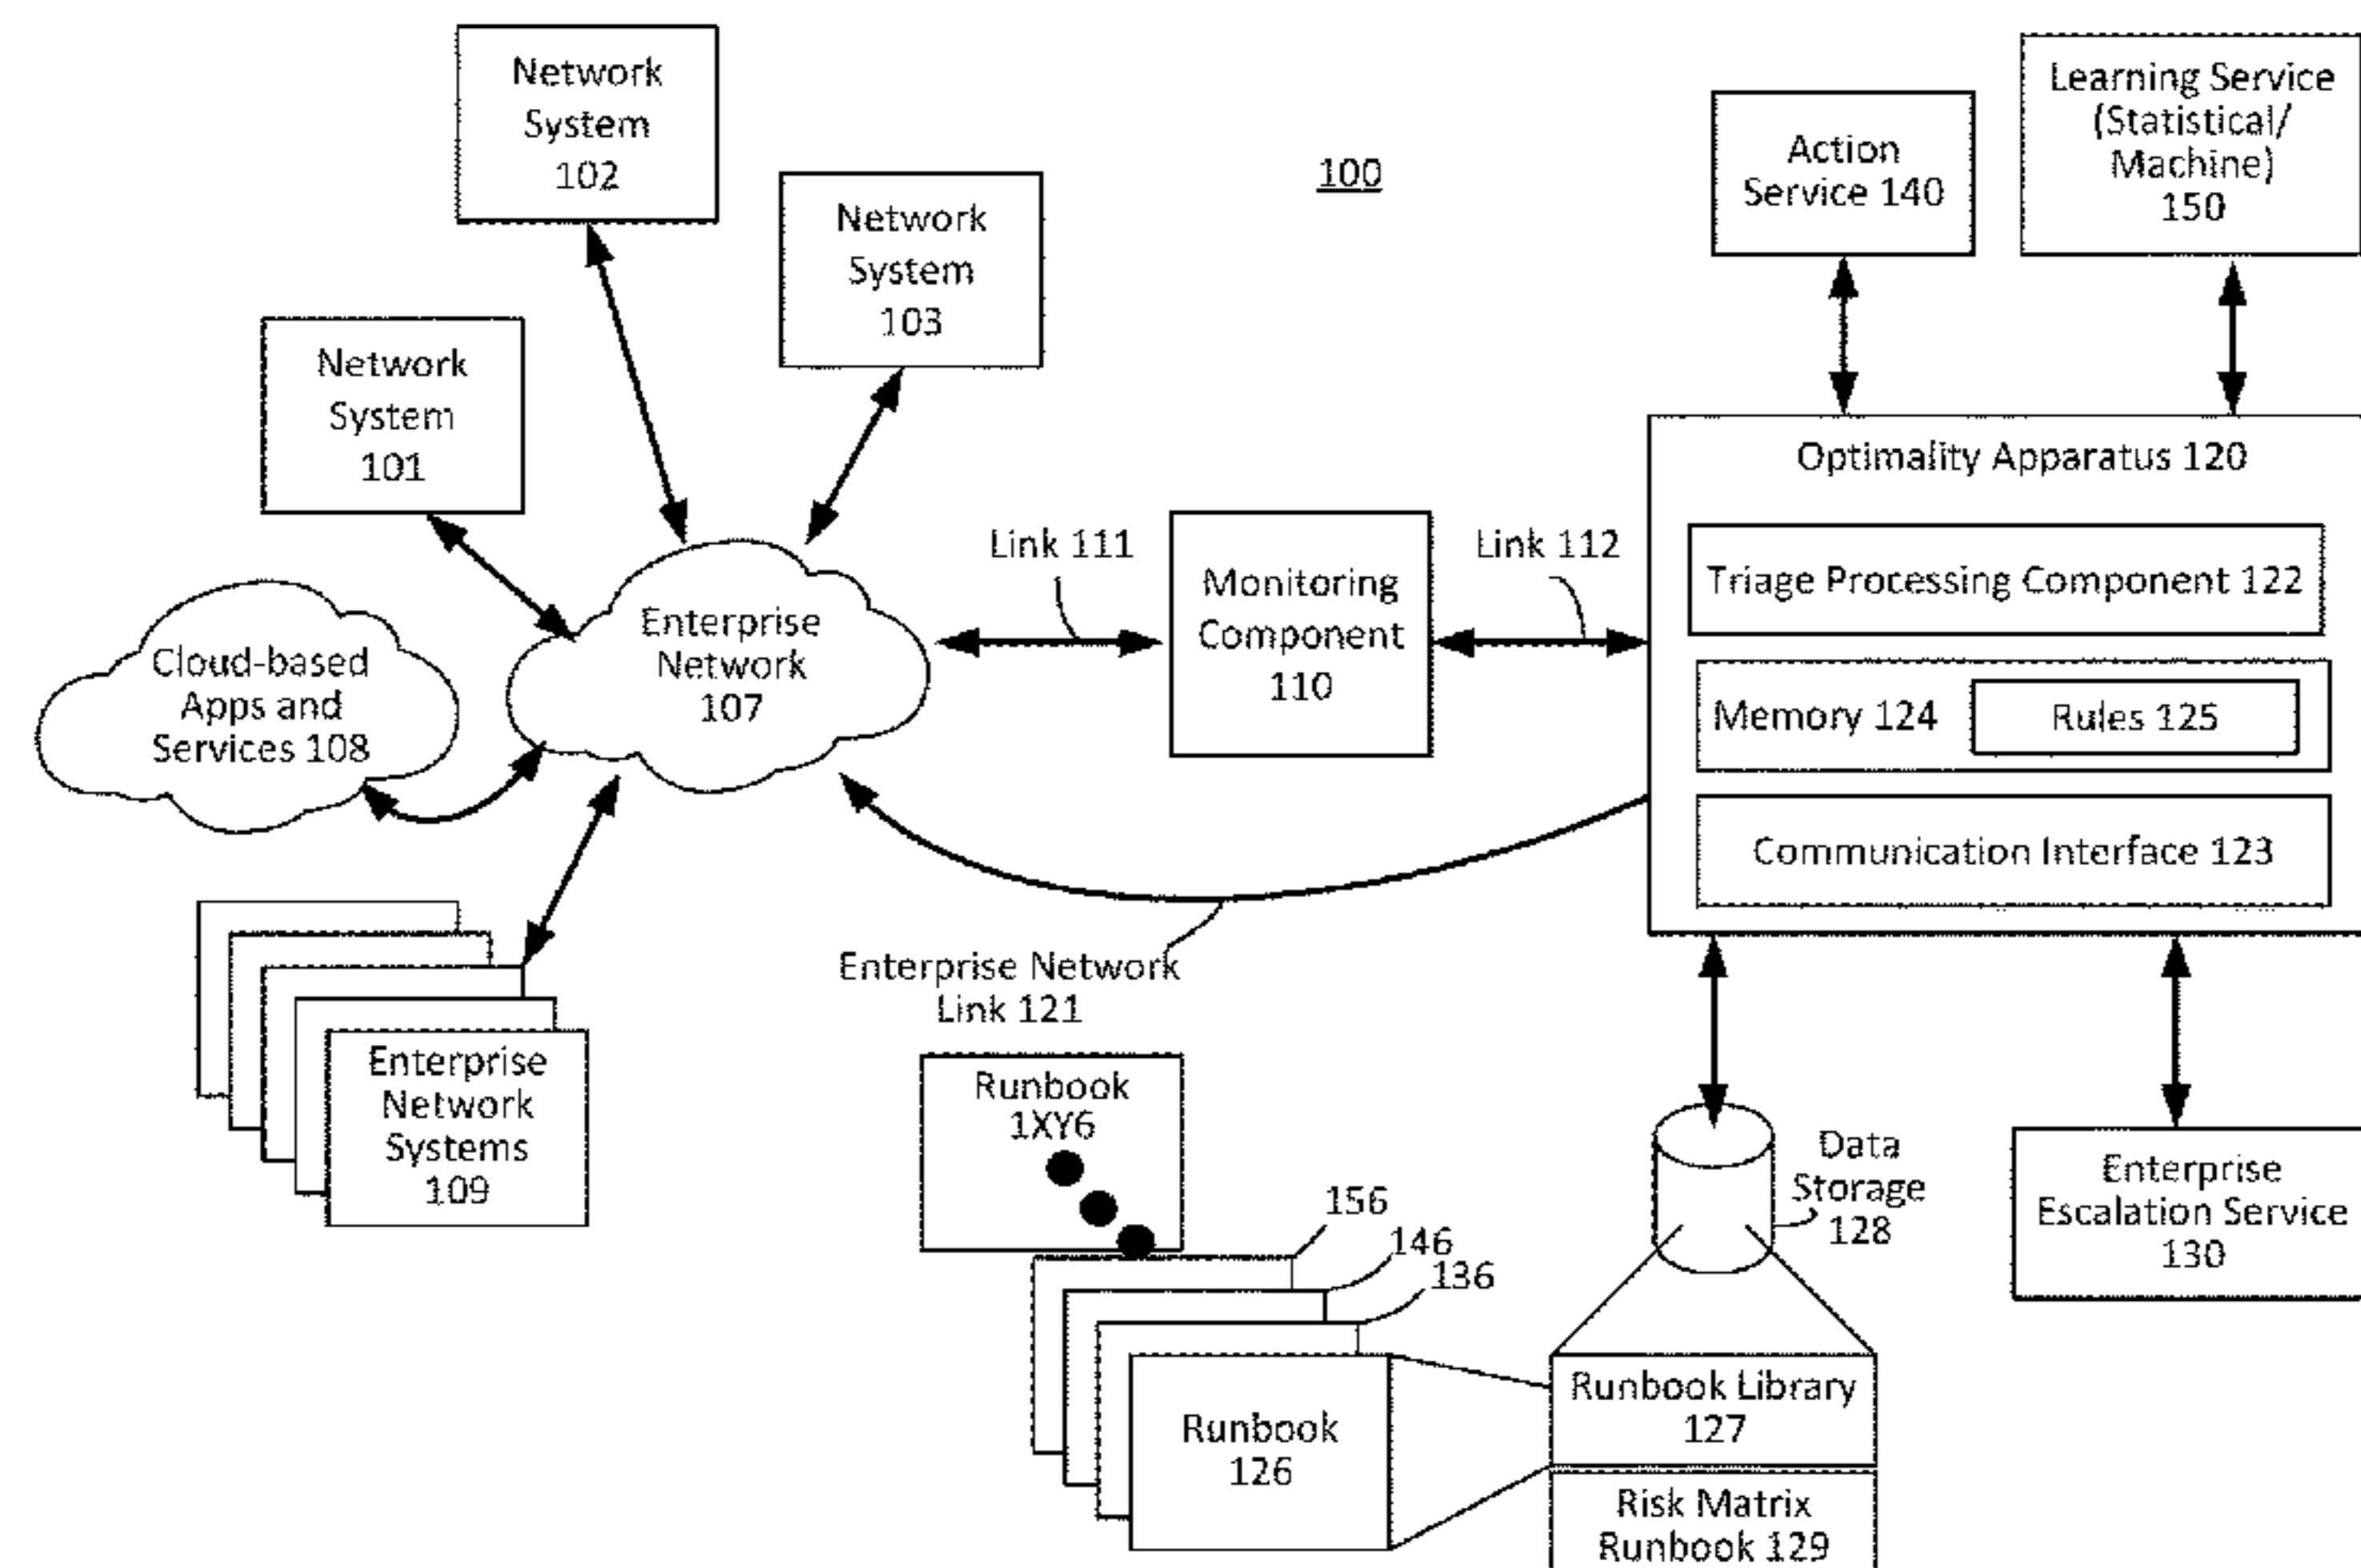 Network
System
102
Network
System
103
Network
System
101
100
Action
Service 140
Learning Service
(Statistical/
Machine)
150
Optimality Apparatus 120
Triage Processing Component 122
Memory 124
Rules 125
Communication Interface 123
Link 111
Monitoring
Component
110
Link 112
Enterprise
Network
107
Cloud-based
Apps and
Services 108
Enterprise Network
Link 121
Enterprise
Network
Systems
109
Runbook
1XY6
156
146
136
Runbook
126
Data
Storage
128
Runbook Library
127
Risk Matrix
Runbook 129
Enterprise
Escalation Service
130